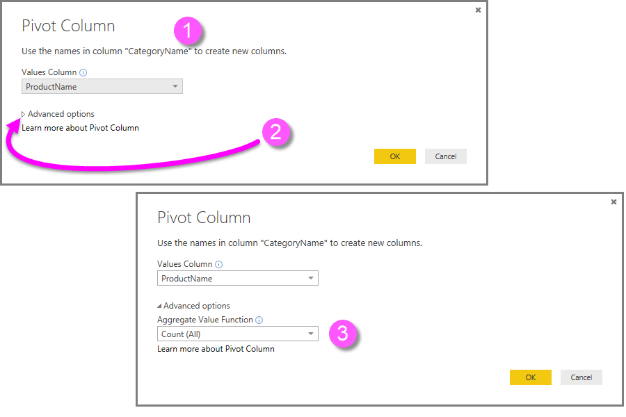 Pivot Column
1
Use the names in column "CategoryName" to create new columns.
Values Column
ProductName
Advanced options
Learn more about Pivot Column
2
OK Cancel
Pivot Column
Use the names in column "CategoryName" to create new columns.
Values Column
ProductName
Advanced options
Aggregate Value Function
Count (All)
3
Learn more about Pivot Column
OK Cancel